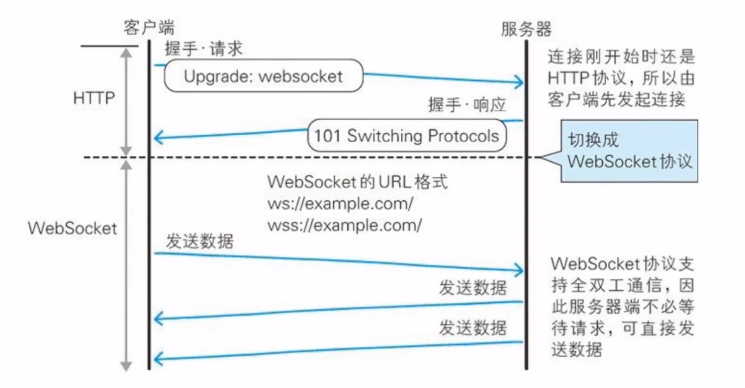 客户端
服务器
握手·请求
Upgrade: websocket
连接刚开始时还是
HTTP协议，所以由
客户端先发起连接
HTTP
握手·响应
101 Switching Protocols
切换成
WebSocket协议
WebSocket的URL格式
ws://example.com/
wss://example.com/
WebSocket
发送数据
发送数据
发送数据
WebSocket协议支
持全双工通信，因
此服务器端不必等
待请求，可直接发
送数据